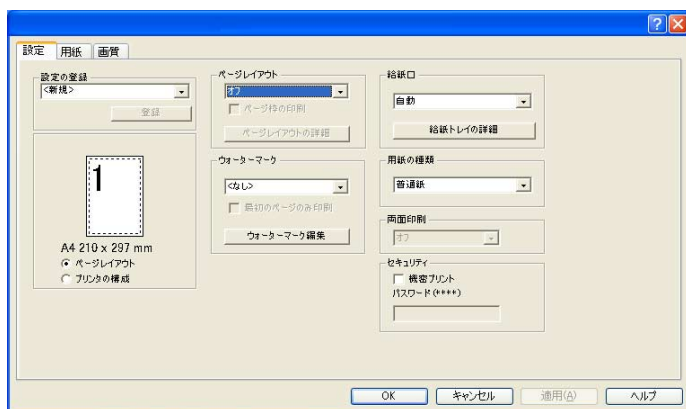 設定
用紙
画質
設定の登録
<新規>
登録
1
A4 210 x 297 mm
ページレイアウト
プリンタの構成
ページレイアウト
オフ
ページ枠の印刷
ページレイアウトの詳細
ウォーターマーク
<なし>
最初のページのみ印刷
ウォーターマーク編集
給紙口
自動
給紙トレイの詳細
用紙の種類
普通紙
両面印刷
オフ
セキュリティ
機密プリント
パスワード(****)
OK
キャンセル
適用(A)
ヘルプ